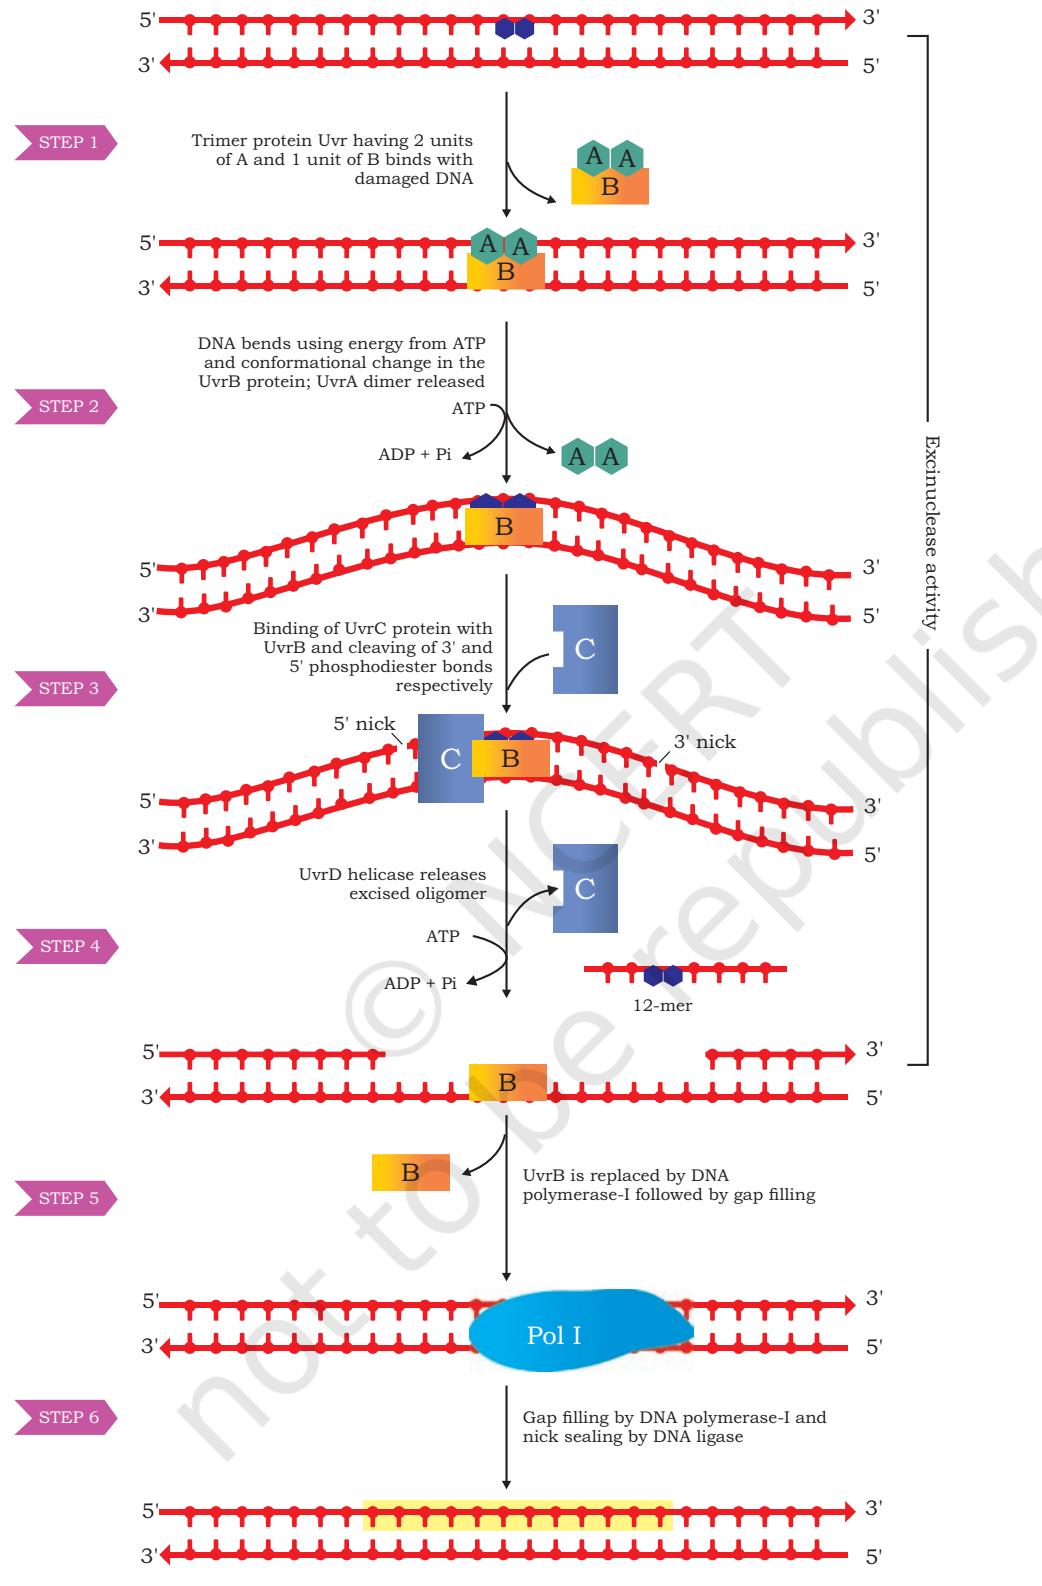 5' 3'
3' 5'
STEP 1
Trimer protein Uvr having 2 units
of A and 1 unit of B binds with
damaged DNA
A A
B
5' A A 3'
B
3' 5'
DNA bends using energy from ATP
and conformational change in the
UvrB protein; UvrA dimer released
STEP 2
ATP
ADP + Pi
A A
B
5' 3'
3' 5'
Excinuclease activity
Binding of UvrC protein with
UvrB and cleaving of 3' and
5' phosphodiester bonds
respectively
C
STEP 3
5' nick
3' nick
C B
5' 3'
3' 5'
UvrD helicase releases
excised oligomer
C
STEP 4
ATP
ADP + Pi
12-mer
5' 3'
B
3' 5'
B
UvrB is replaced by DNA
polymerase-I followed by gap filling
STEP 5
5' 3'
Pol I
3' 5'
STEP 6
Gap filling by DNA polymerase-I and
nick sealing by DNA ligase
5' 3'
3' 5'
© NCERT
not to be republish